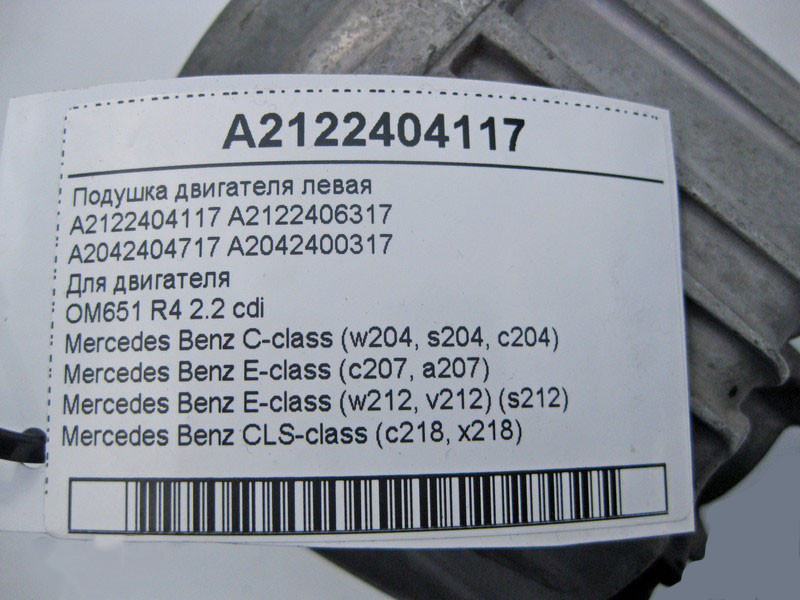 A2122404117
Подушка двигателя левая
A2122404117 A2122406317
A2042404717 A2042400317
Для двигателя
OM651 R4 2.2 cdi
Mercedes Benz C-class (w204, s204, c204)
Mercedes Benz E-class (c207, a207)
Mercedes Benz E-class (w212, v212) (s212)
Mercedes Benz CLS-class (c218, x218)